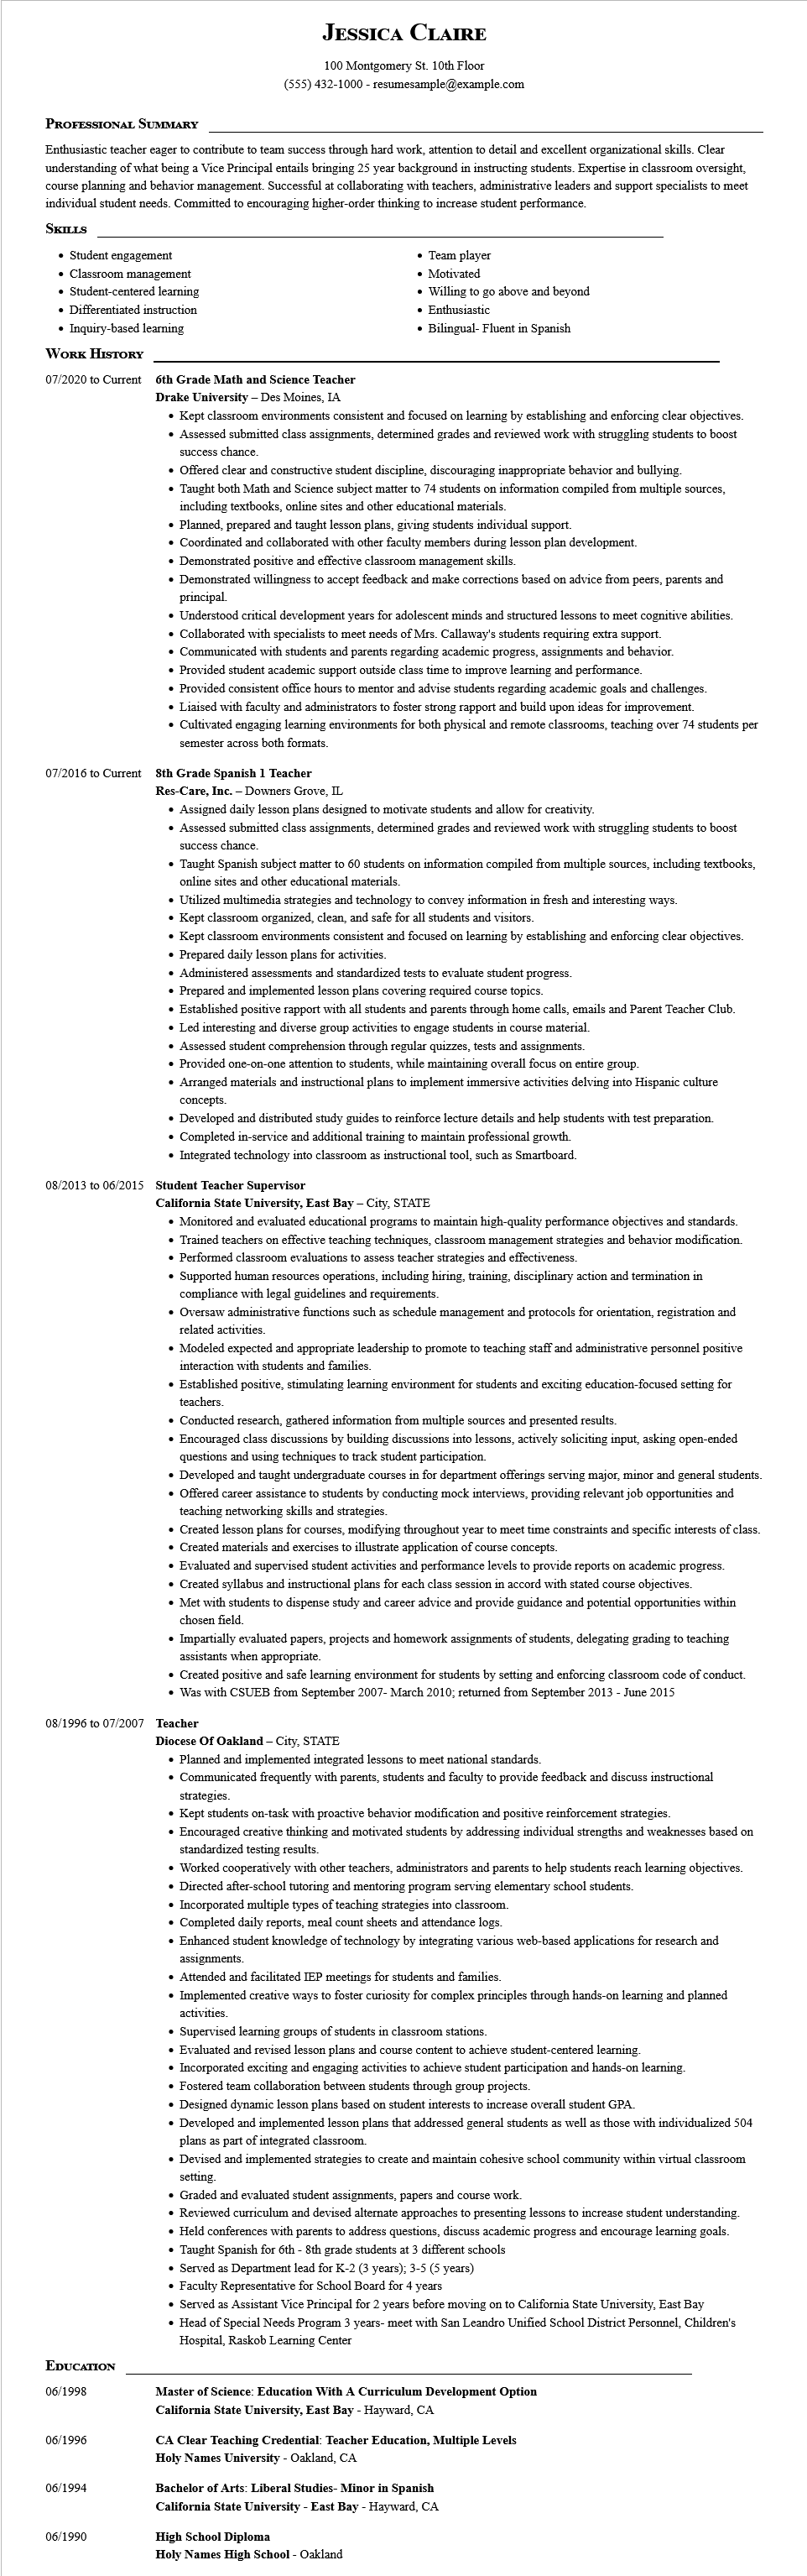 Jessica Claire
100 Montgomery St. 10th Floor
(555) 432-1000 - resumesample@example.com
Professional Summary
Enthusiastic teacher eager to contribute to team success through hard work, attention to detail and excellent organizational skills. Clear
understanding of what being a Vice Principal entails bringing 25 year background in instructing students. Expertise in classroom oversight,
course planning and behavior management. Successful at collaborating with teachers, administrative leaders and support specialists to meet
individual student needs. Committed to encouraging higher-order thinking to increase student performance.
Skills
• Student engagement
• Classroom management
• Student-centered learning
• Differentiated instruction
• Inquiry-based learning
• Team player
• Motivated
• Willing to go above and beyond
• Enthusiastic
• Bilingual- Fluent in Spanish
Work History
07/2020 to Current 6th Grade Math and Science Teacher
Drake University – Des Moines, IA
• Kept classroom environments consistent and focused on learning by establishing and enforcing clear objectives.
• Assessed submitted class assignments, determined grades and reviewed work with struggling students to boost
success chance.
• Offered clear and constructive student discipline, discouraging inappropriate behavior and bullying.
• Taught both Math and Science subject matter to 74 students on information compiled from multiple sources,
including textbooks, online sites and other educational materials.
• Planned, prepared and taught lesson plans, giving students individual support.
• Coordinated and collaborated with other faculty members during lesson plan development.
• Demonstrated positive and effective classroom management skills.
• Demonstrated willingness to accept feedback and make corrections based on advice from peers, parents and
principal.
• Understood critical development years for adolescent minds and structured lessons to meet cognitive abilities.
• Collaborated with specialists to meet needs of Mrs. Callaway's students requiring extra support.
• Communicated with students and parents regarding academic progress, assignments and behavior.
• Provided student academic support outside class time to improve learning and performance.
• Provided consistent office hours to mentor and advise students regarding academic goals and challenges.
• Liaised with faculty and administrators to foster strong rapport and build upon ideas for improvement.
• Cultivated engaging learning environments for both physical and remote classrooms, teaching over 74 students per
semester across both formats.
07/2016 to Current 8th Grade Spanish 1 Teacher
Res-Care, Inc. – Downers Grove, IL
• Assigned daily lesson plans designed to motivate students and allow for creativity.
• Assessed submitted class assignments, determined grades and reviewed work with struggling students to boost
success chance.
• Taught Spanish subject matter to 60 students on information compiled from multiple sources, including textbooks,
online sites and other educational materials.
• Utilized multimedia strategies and technology to convey information in fresh and interesting ways.
• Kept classroom organized, clean, and safe for all students and visitors.
• Kept classroom environments consistent and focused on learning by establishing and enforcing clear objectives.
• Prepared daily lesson plans for activities.
• Administered assessments and standardized tests to evaluate student progress.
• Prepared and implemented lesson plans covering required course topics.
• Established positive rapport with all students and parents through home calls, emails and Parent Teacher Club.
• Led interesting and diverse group activities to engage students in course material.
• Assessed student comprehension through regular quizzes, tests and assignments.
• Provided one-on-one attention to students, while maintaining overall focus on entire group.
• Arranged materials and instructional plans to implement immersive activities delving into Hispanic culture
concepts.
• Developed and distributed study guides to reinforce lecture details and help students with test preparation.
• Completed in-service and additional training to maintain professional growth.
• Integrated technology into classroom as instructional tool, such as Smartboard.
08/2013 to 06/2015 Student Teacher Supervisor
California State University, East Bay – City, STATE
• Monitored and evaluated educational programs to maintain high-quality performance objectives and standards.
• Trained teachers on effective teaching techniques, classroom management strategies and behavior modification.
• Performed classroom evaluations to assess teacher strategies and effectiveness.
• Supported human resources operations, including hiring, training, disciplinary action and termination in
compliance with legal guidelines and requirements.
• Oversaw administrative functions such as schedule management and protocols for orientation, registration and
related activities.
• Modeled expected and appropriate leadership to promote to teaching staff and administrative personnel positive
interaction with students and families.
• Established positive, stimulating learning environment for students and exciting education-focused setting for
teachers.
• Conducted research, gathered information from multiple sources and presented results.
• Encouraged class discussions by building discussions into lessons, actively soliciting input, asking open-ended
questions and using techniques to track student participation.
• Developed and taught undergraduate courses in for department offerings serving major, minor and general students.
• Offered career assistance to students by conducting mock interviews, providing relevant job opportunities and
teaching networking skills and strategies.
• Created lesson plans for courses, modifying throughout year to meet time constraints and specific interests of class.
• Created materials and exercises to illustrate application of course concepts.
• Evaluated and supervised student activities and performance levels to provide reports on academic progress.
• Created syllabus and instructional plans for each class session in accord with stated course objectives.
• Met with students to dispense study and career advice and provide guidance and potential opportunities within
chosen field.
• Impartially evaluated papers, projects and homework assignments of students, delegating grading to teaching
assistants when appropriate.
• Created positive and safe learning environment for students by setting and enforcing classroom code of conduct.
• Was with CSUEB from September 2007- March 2010; returned from September 2013 - June 2015
08/1996 to 07/2007 Teacher
Diocese Of Oakland – City, STATE
• Planned and implemented integrated lessons to meet national standards.
• Communicated frequently with parents, students and faculty to provide feedback and discuss instructional
strategies.
• Kept students on-task with proactive behavior modification and positive reinforcement strategies.
• Encouraged creative thinking and motivated students by addressing individual strengths and weaknesses based on
standardized testing results.
• Worked cooperatively with other teachers, administrators and parents to help students reach learning objectives.
• Directed after-school tutoring and mentoring program serving elementary school students.
• Incorporated multiple types of teaching strategies into classroom.
• Completed daily reports, meal count sheets and attendance logs.
• Enhanced student knowledge of technology by integrating various web-based applications for research and
assignments.
• Attended and facilitated IEP meetings for students and families.
• Implemented creative ways to foster curiosity for complex principles through hands-on learning and planned
activities.
• Supervised learning groups of students in classroom stations.
• Evaluated and revised lesson plans and course content to achieve student-centered learning.
• Incorporated exciting and engaging activities to achieve student participation and hands-on learning.
• Fostered team collaboration between students through group projects.
• Designed dynamic lesson plans based on student interests to increase overall student GPA.
• Developed and implemented lesson plans that addressed general students as well as those with individualized 504
plans as part of integrated classroom.
• Devised and implemented strategies to create and maintain cohesive school community within virtual classroom
setting.
• Graded and evaluated student assignments, papers and course work.
• Reviewed curriculum and devised alternate approaches to presenting lessons to increase student understanding.
• Held conferences with parents to address questions, discuss academic progress and encourage learning goals.
• Taught Spanish for 6th - 8th grade students at 3 different schools
• Served as Department lead for K-2 (3 years); 3-5 (5 years)
• Faculty Representative for School Board for 4 years
• Served as Assistant Vice Principal for 2 years before moving on to California State University, East Bay
• Head of Special Needs Program 3 years- meet with San Leandro Unified School District Personnel, Children's
Hospital, Raskob Learning Center
Education
06/1998 Master of Science: Education With A Curriculum Development Option
California State University, East Bay - Hayward, CA
06/1996 CA Clear Teaching Credential: Teacher Education, Multiple Levels
Holy Names University - Oakland, CA
06/1994 Bachelor of Arts: Liberal Studies- Minor in Spanish
California State University - East Bay - Hayward, CA
06/1990 High School Diploma
Holy Names High School - Oakland